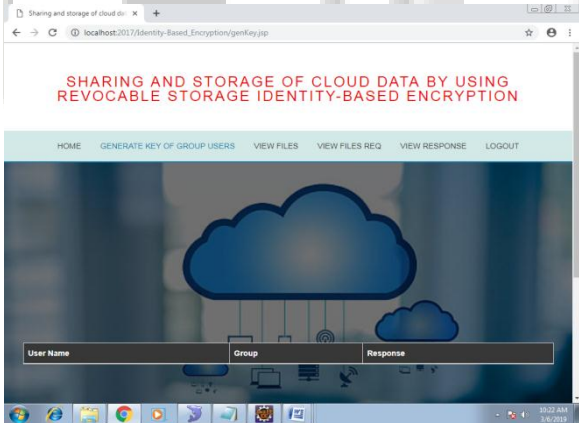 Sharing and storage of cloud da
localhost:2017/Identity-Based_Encryption/genKey.jsp
SHARING AND STORAGE OF CLOUD DATA BY USING
REVOCABLE STORAGE IDENTITY-BASED ENCRYPTION
HOME GENERATE KEY OF GROUP USERS VIEW FILES VIEW FILES REQ VIEW RESPONSE LOGOUT
User Name Group Response
10:22 AM
3/6/2019